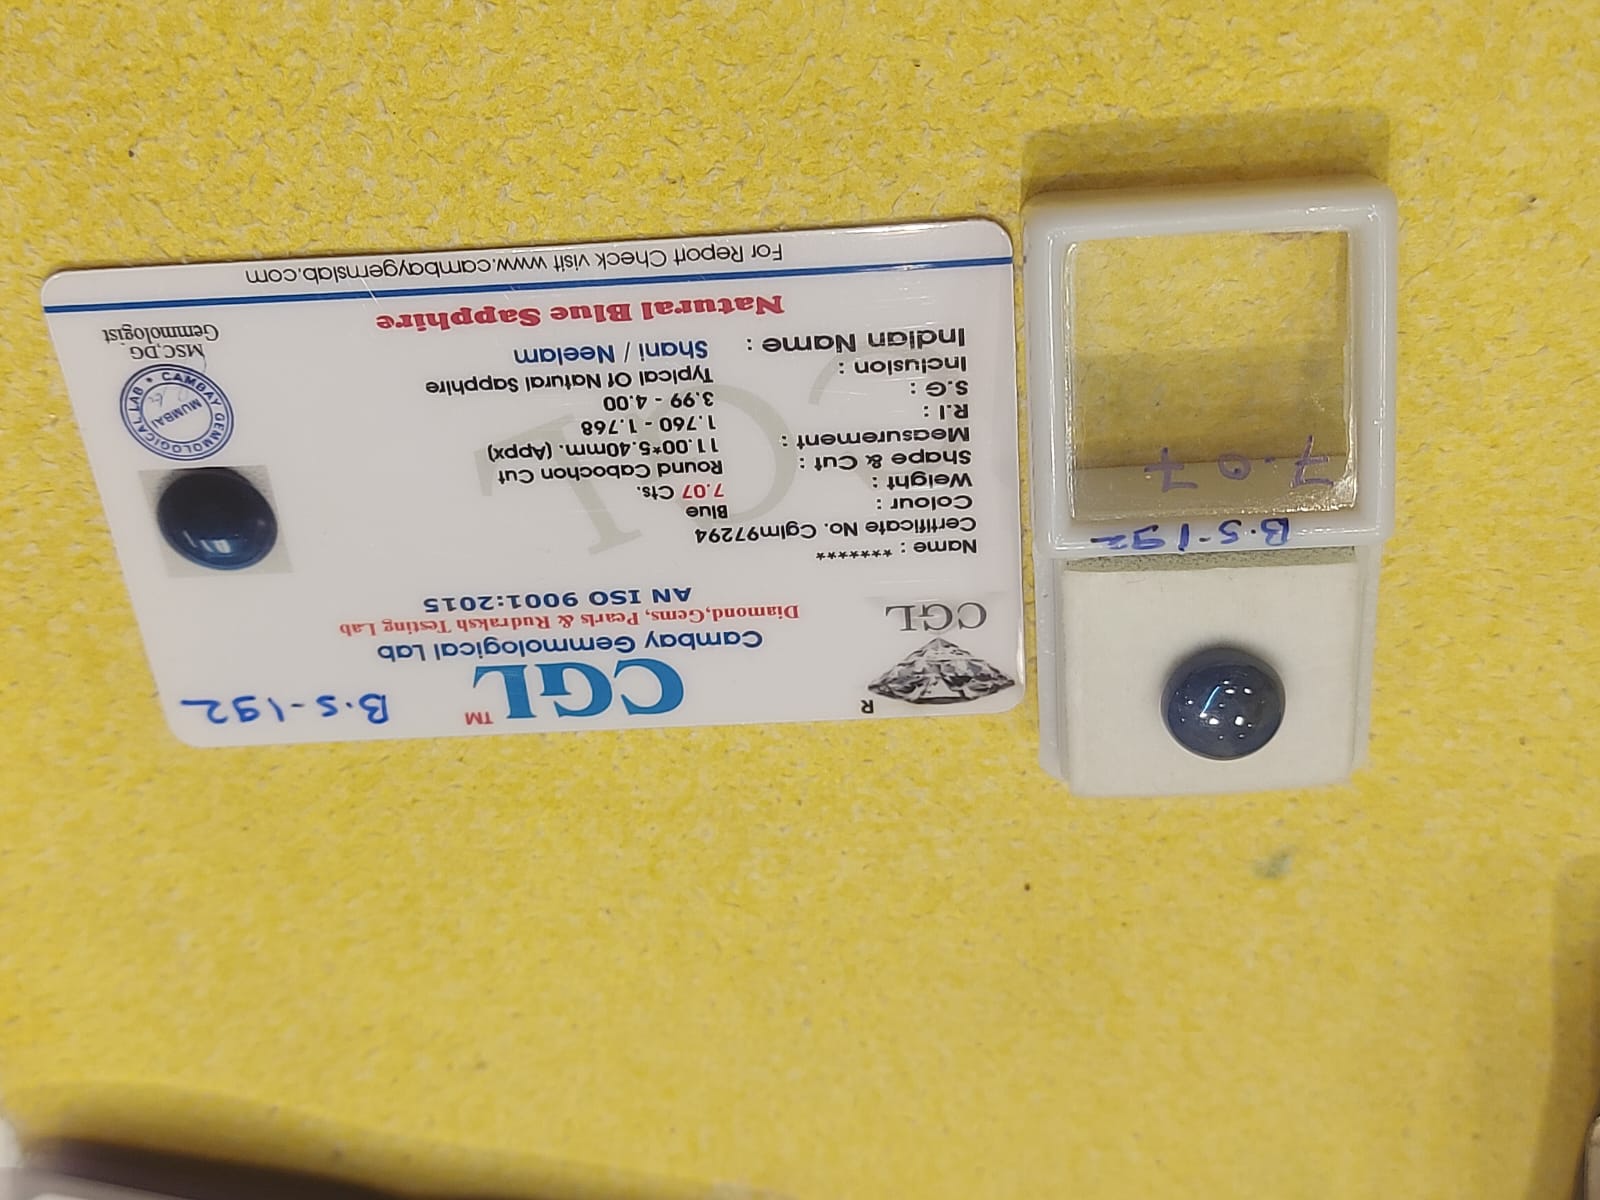 B.S-192
CGL TM
Cambay Gemmological Lab
Diamond,Gems, Pearls & Rudraksh Testing Lab
AN ISO 9001:2015
R
CGL
Name : *******
Certificate No. Cglm97294
Colour : Blue
Weight : 7.07 Cts.
Shape & Cut : Round Cabochon Cut
Measurement : 11.00*5.40mm. (Appx)
R.I : 1.760 - 1.768
S.G : 3.99 - 4.00
Inclusion : Typical Of Natural Sapphire
Indian Name : Shani / Neelam
Natural Blue Sapphire
CAMBAY GEMMOLOGICAL LAB
MUMBAI
MSC,DG.
Gemmologist
For Report Check visit www.cambaygemslab.com
B.S-192
7.07